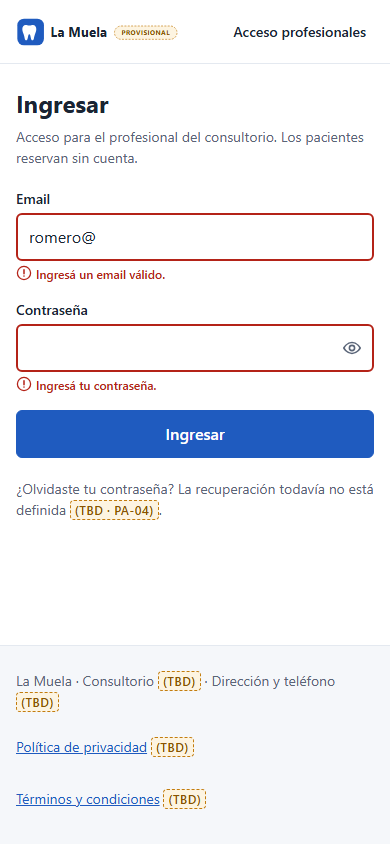 La Muela PROVISIONAL Acceso profesionales
Ingresar
Acceso para el profesional del consultorio. Los pacientes
reservan sin cuenta.
Email
romero@
Ingresá un email válido.
Contraseña
Ingresá tu contraseña.
Ingresar
¿Olvidaste tu contraseña? La recuperación todavía no está
definida (TBD · PA-04).
La Muela · Consultorio (TBD) · Dirección y teléfono
(TBD)
Política de privacidad (TBD)
Términos y condiciones (TBD)